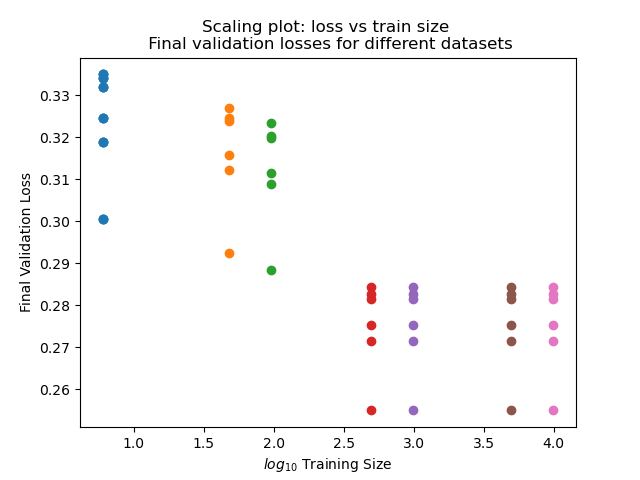 Scaling plot: loss vs train size
Final validation losses for different datasets
Final Validation Loss
0.33
0.32
0.31
0.30
0.29
0.28
0.27
0.26
1.0 1.5 2.0 2.5 3.0 3.5 4.0
log10 Training Size